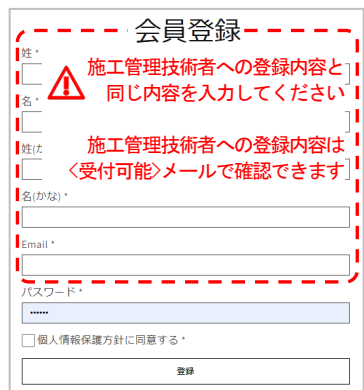 会員登録
姓 *
施工管理技術者への登録内容と
同じ内容を入力してください
名 *
施工管理技術者への登録内容は
姓(か
<受付可能>メールで確認できます
名(かな) *
Email *
パスワード *
••••••
個人情報保護方針に同意する *
登録